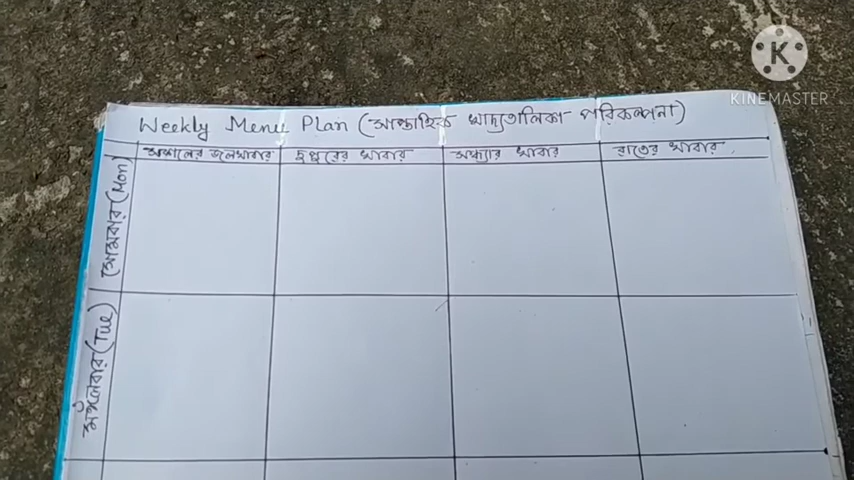 KINEMASTER
Weekly Menu Plan (সাপ্তাহিক খাদ্যতালিকা পরিকল্পনা)
সকালের জলখাবার দুপুরের খাবার সন্ধ্যার খাবার রাতের খাবার
সোমবার (Mon)
মঙ্গলবার (Tue)